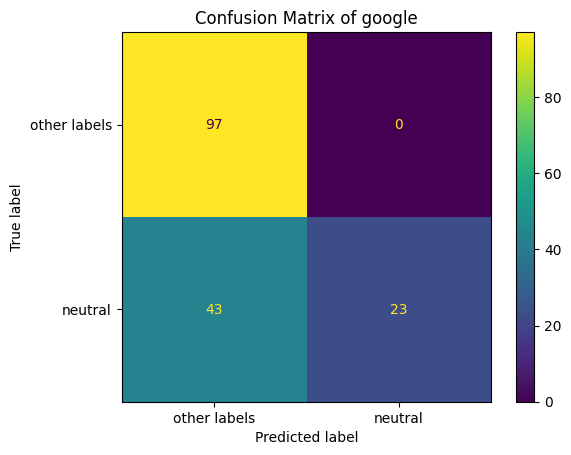 Confusion Matrix of google
other labels
97
0
neutral
43
23
other labels
neutral
Predicted label
True label
80
60
40
20
0